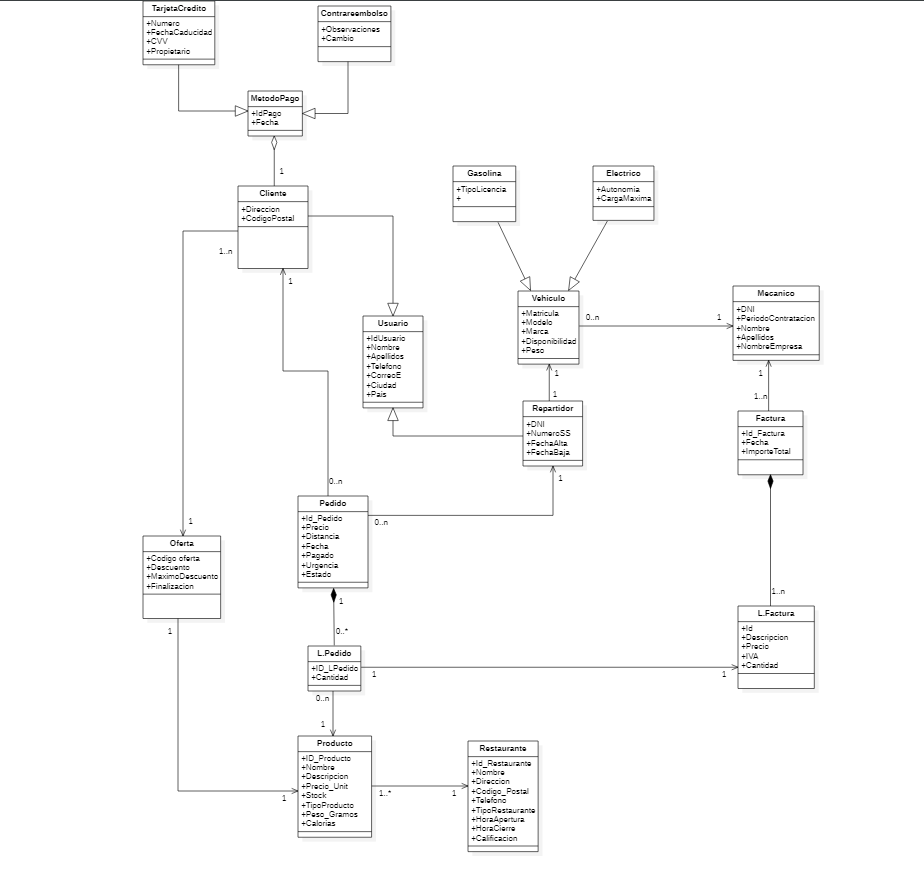 TarjetaCredito
+Numero
+FechaCaducidad
+CVV
+Propietario
Contrareembolso
+Observaciones
+Cambio
MetodoPago
+IdPago
+Fecha
1
Cliente
+Direccion
+CodigoPostal
1..n
1
Gasolina
+TipoLicencia
+
Electrico
+Autonomia
+CargaMaxima
Vehiculo
+Matricula
+Modelo
+Marca
+Disponibilidad
+Peso
0..n
1
Mecanico
+DNI
+PeriodoContratacion
+Nombre
+Apellidos
+NombreEmpresa
Usuario
+IdUsuario
+Nombre
+Apellidos
+Telefono
+CorreoE
+Ciudad
+Pais
1
1
Repartidor
+DNI
+NumeroSS
+FechaAlta
+FechaBaja
1
1
1..n
Factura
+Id_Factura
+Fecha
+ImporteTotal
0..n
Pedido
+Id_Pedido
+Precio
+Distancia
+Fecha
+Pagado
+Urgencia
+Estado
0..n
1
Oferta
+Codigo oferta
+Descuento
+MaximoDescuento
+Finalizacion
1
1
0..*
1..n
L.Factura
+Id
+Descripcion
+Precio
+IVA
+Cantidad
L.Pedido
+ID_LPedido
+Cantidad
1
1
0..n
1
Producto
+ID_Producto
+Nombre
+Descripcion
+Precio_Unit
+Stock
+TipoProducto
+Peso_Gramos
+Calorias
1
1..*
1
Restaurante
+Id_Restaurante
+Nombre
+Direccion
+Codigo_Postal
+Telefono
+TipoRestaurante
+HoraApertura
+HoraCierre
+Calificacion